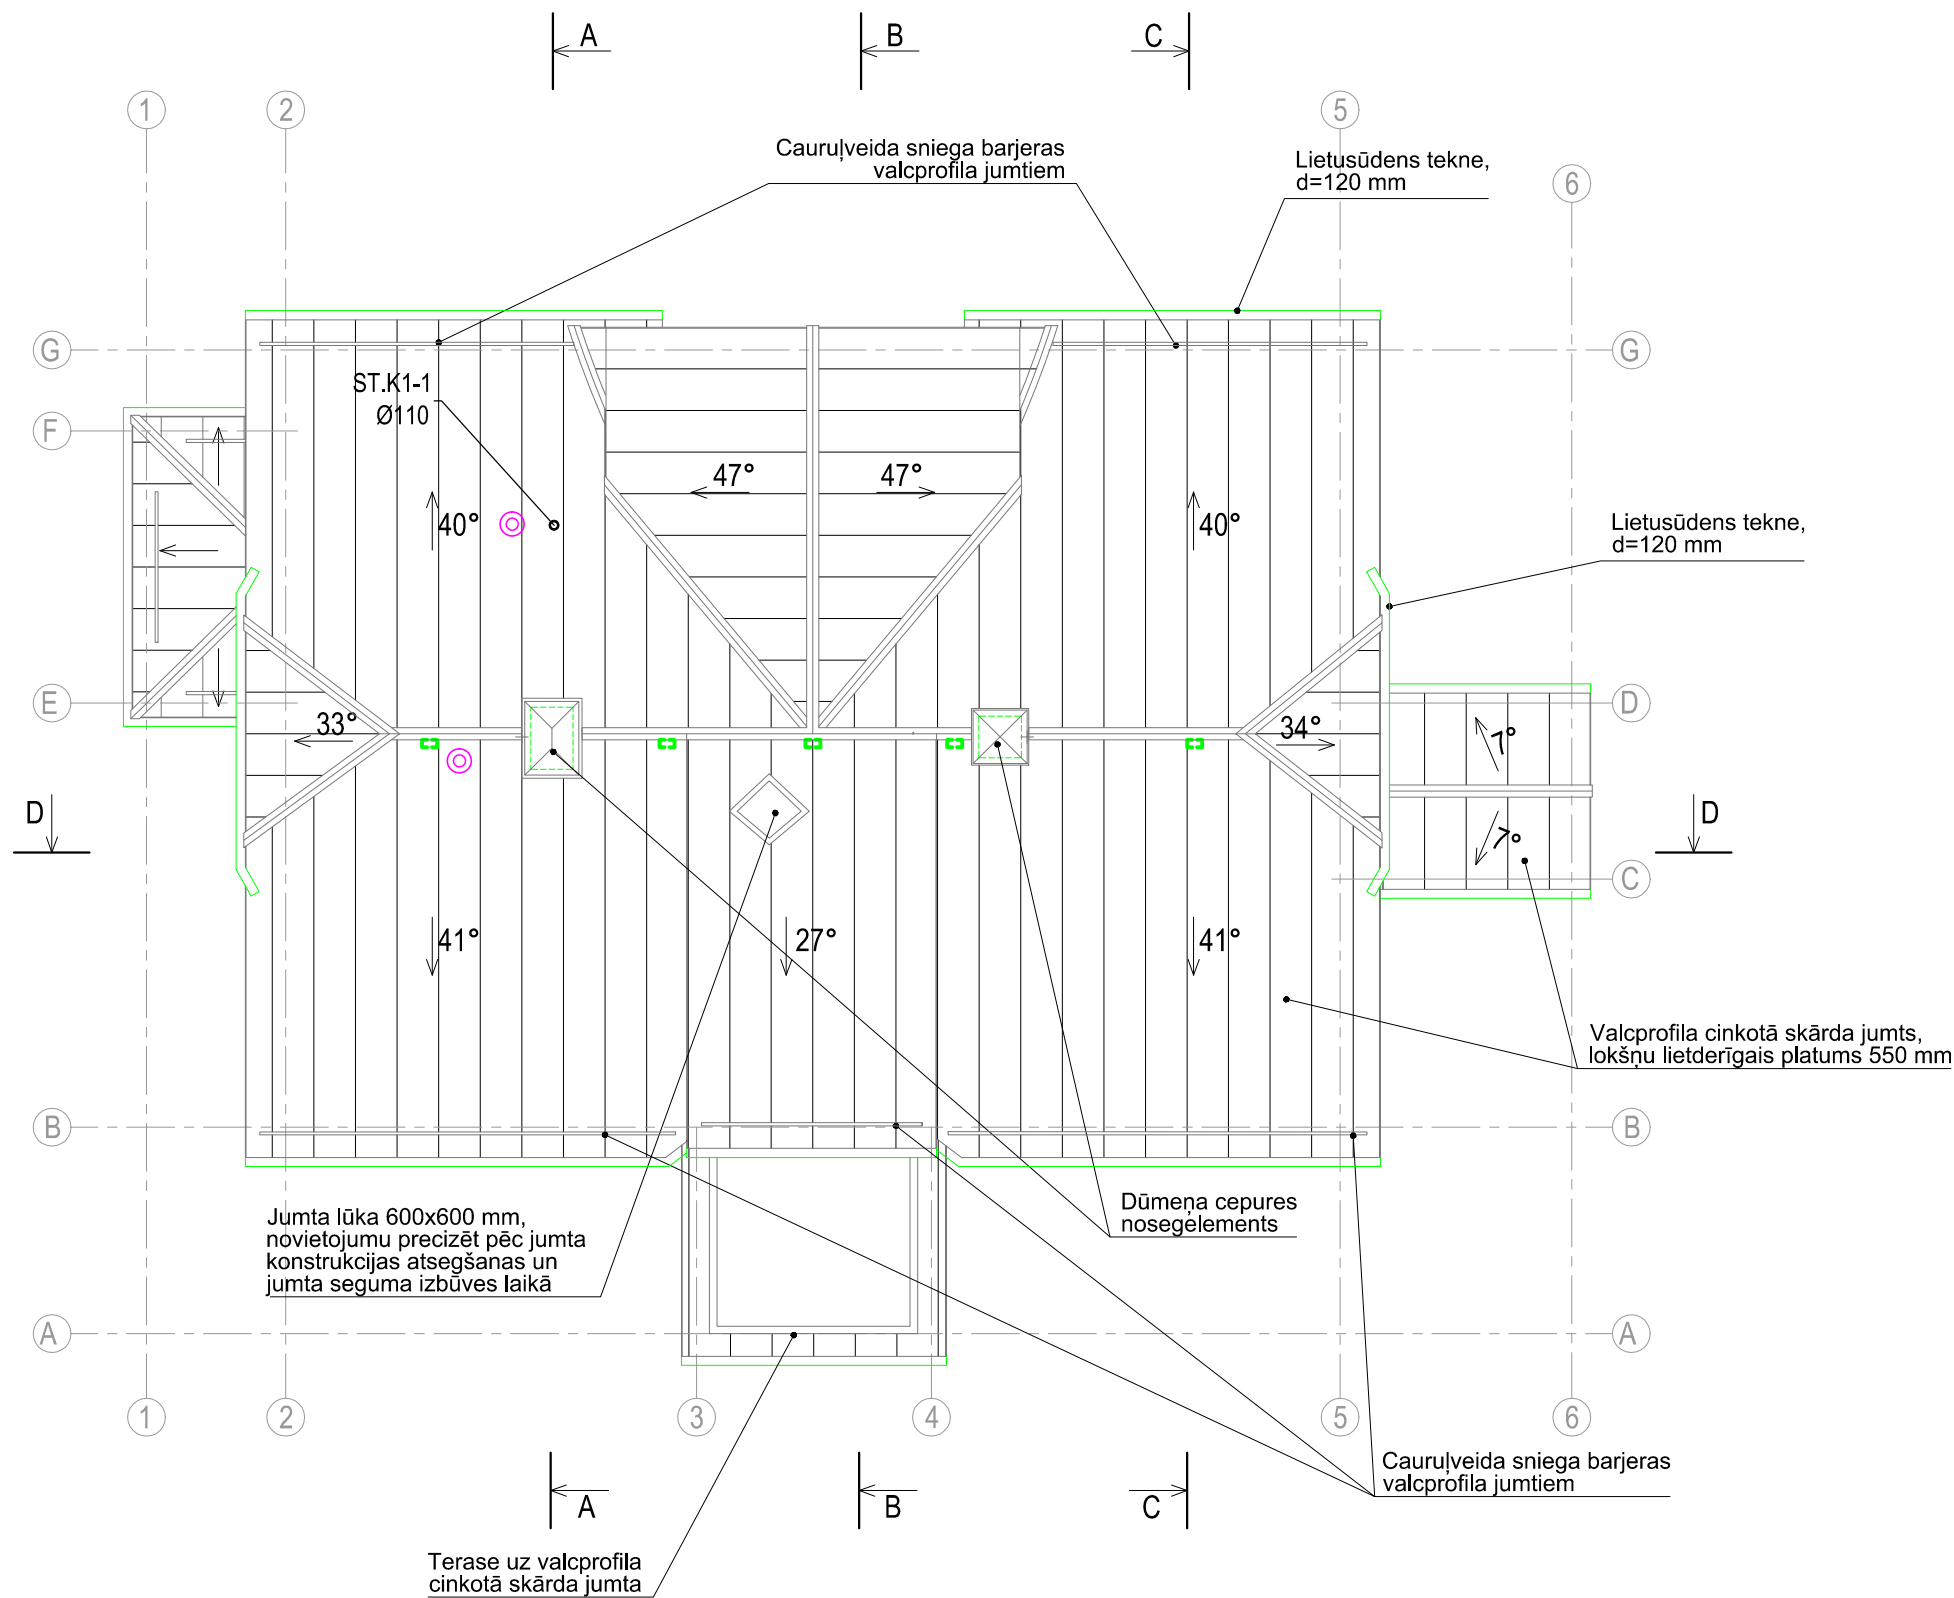 A
B
C
1
2
5
Cauruļveida sniega barjeras
valcprofila jumtiem
Lietusūdens tekne,
d=120 mm
6
G
G
ST.K1-1
Ø110
F
47°
47°
40°
40°
Lietusūdens tekne,
d=120 mm
E
D
33°
34°
7°
D
D
7°
C
41°
27°
41°
Valcprofila cinkotā skārda jumts,
lokšņu lietderīgais platums 550 mm
B
B
Jumta lūka 600x600 mm,
novietojumu precizēt pēc jumta
konstrukcijas atsegšanas un
jumta seguma izbūves laikā
Dūmeņa cepures
nosegelements
A
A
1
2
3
4
5
6
Cauruļveida sniega barjeras
valcprofila jumtiem
A
B
C
Terase uz valcprofila
cinkotā skārda jumta